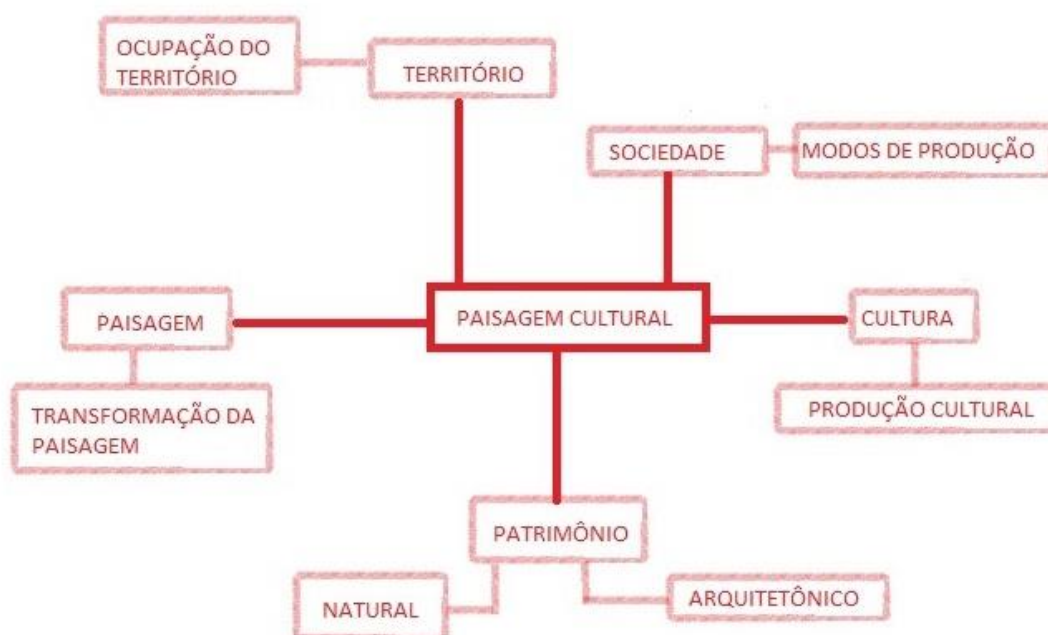 OCUPAÇÃO DO
TERRITÓRIO
TERRITÓRIO
SOCIEDADE
MODOS DE PRODUÇÃO
PAISAGEM
PAISAGEM CULTURAL
CULTURA
TRANSFORMAÇÃO DA
PAISAGEM
PRODUÇÃO CULTURAL
PATRIMÔNIO
NATURAL
ARQUITETÔNICO